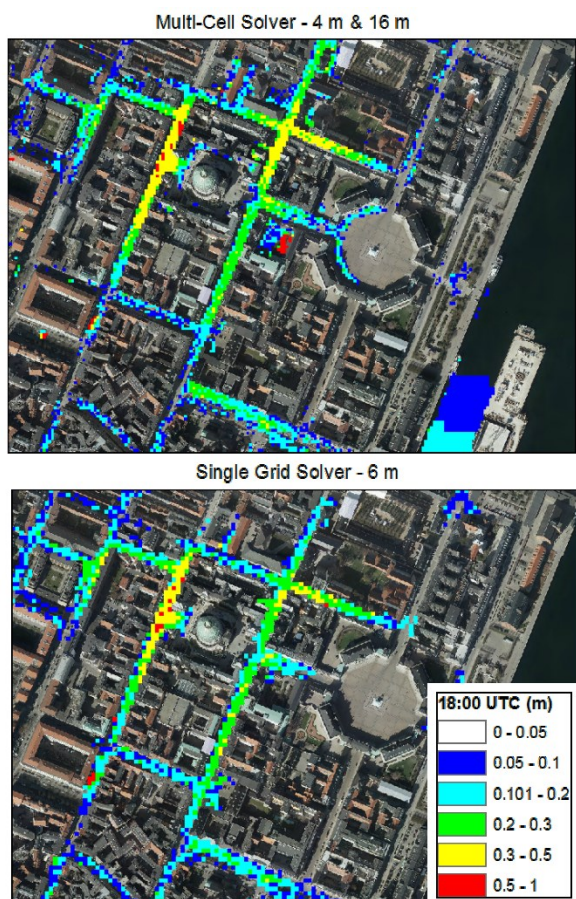 Multi-Cell Solver - 4 m & 16 m
Single Grid Solver - 6 m
18:00 UTC (m)
0 - 0.05
0.05 - 0.1
0.101 - 0.2
0.2 - 0.3
0.3 - 0.5
0.5 - 1